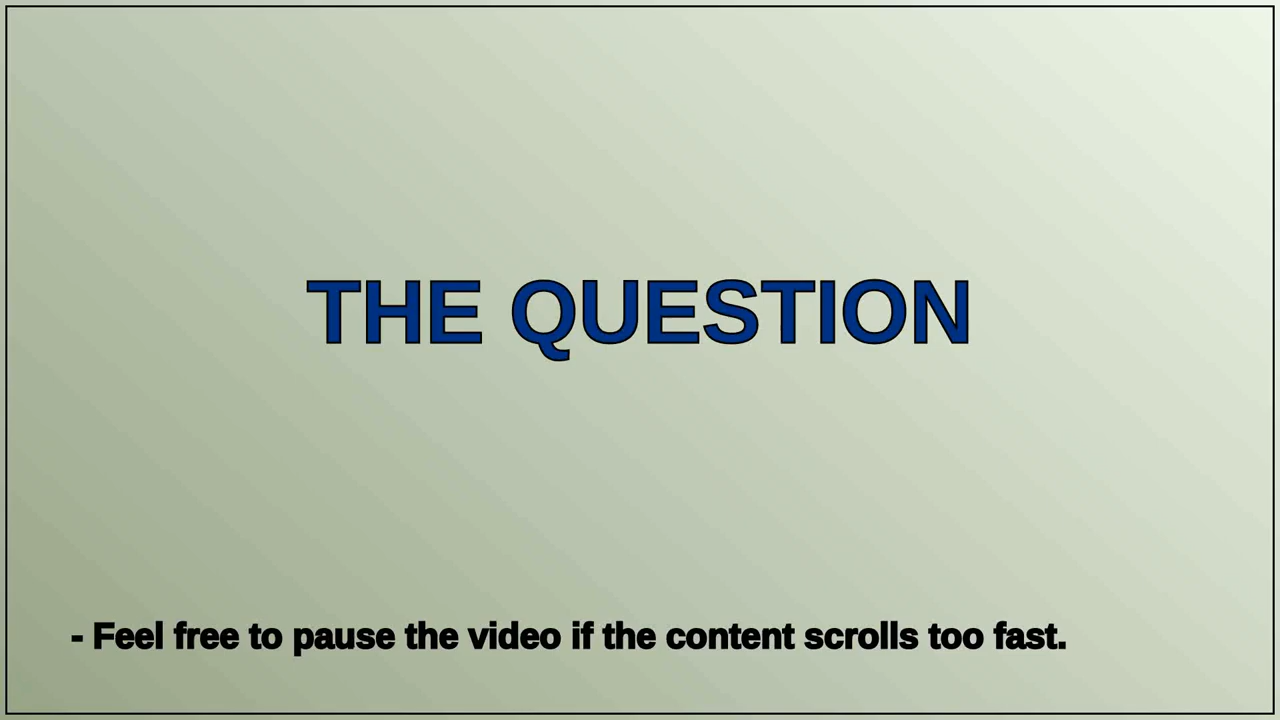 THE QUESTION
- Feel free to pause the video if the content scrolls too fast.